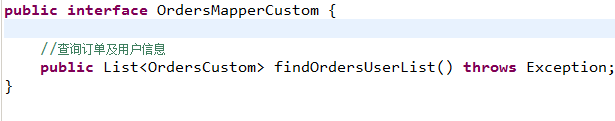 public interface OrdersMapperCustom {
//查询订单及用户信息
public List<OrdersCustom> findOrdersUserList() throws Exception;
}